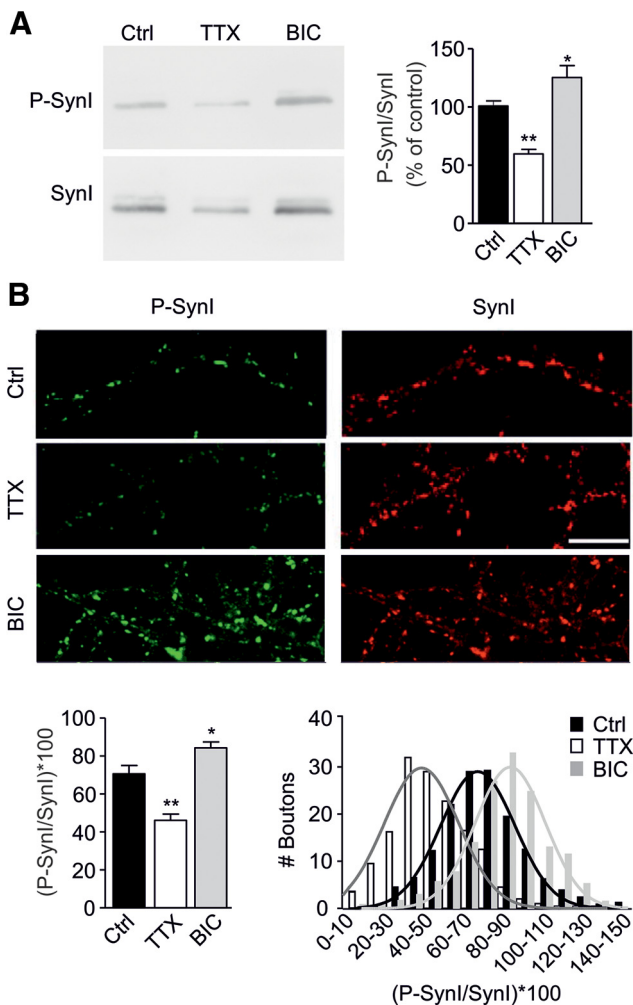 A
Ctrl TTX BIC
P-SynI
SynI
P-SynI/SynI
(% of control)
150
100
50
0
*
**
Ctrl
TTX
BIC
B
P-SynI SynI
Ctrl
TTX
BIC
(P-SynI/SynI)*100
100
80
60
40
20
0
*
**
Ctrl
TTX
BIC
# Boutons
40
30
20
10
0
Ctrl
TTX
BIC
0-10
20-30
40-50
60-70
80-90
100-110
120-130
140-150
(P-SynI/SynI)*100